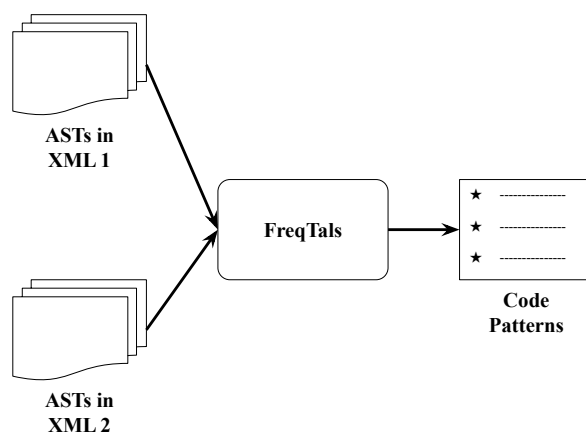 ASTs in
XML 1
FreqTals
Code
Patterns
ASTs in
XML 2